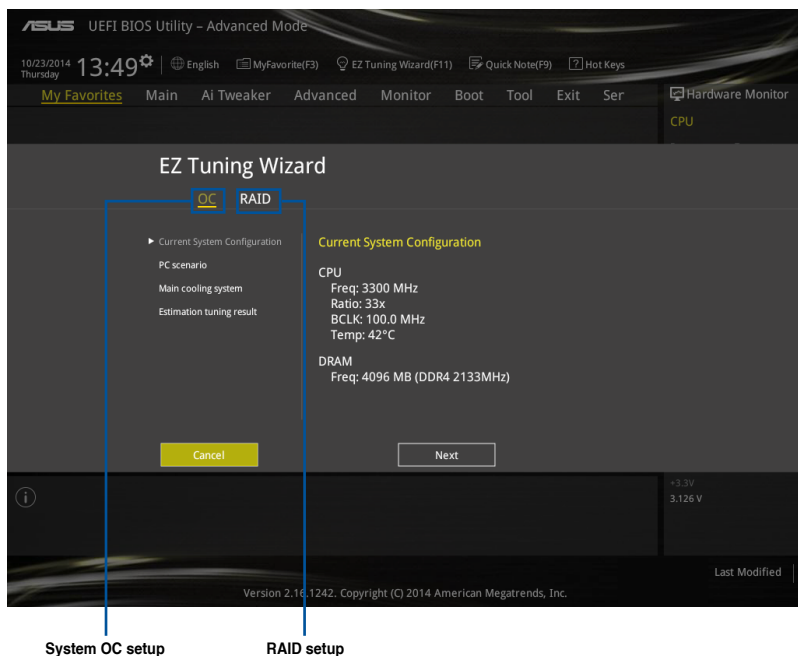 ASUS UEFI BIOS Utility – Advanced Mode
10/23/2014 Thursday 13:49 English MyFavorite(F3) EZ Tuning Wizard(F11) Quick Note(F9) ? Hot Keys
My Favorites Main Ai Tweaker Advanced Monitor Boot Tool Exit Ser
Hardware Monitor
CPU
EZ Tuning Wizard
OC RAID
Current System Configuration
PC scenario
Main cooling system
Estimation tuning result
Current System Configuration
CPU
Freq: 3300 MHz
Ratio: 33x
BCLK: 100.0 MHz
Temp: 42°C
DRAM
Freq: 4096 MB (DDR4 2133MHz)
Cancel
Next
+3.3V
3.126 V
Last Modified
Version 2.16.1242. Copyright (C) 2014 American Megatrends, Inc.
System OC setup
RAID setup